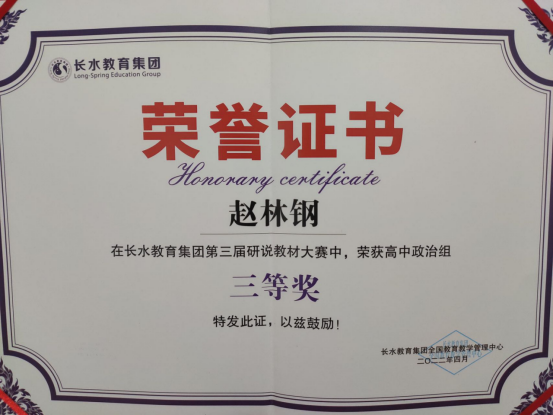 长水教育集团
Long-Spring Education Group
荣誉证书
Honorary certificate
赵林钢
在长水教育集团第三届研说教材大赛中，荣获高中政治组
三等奖
特发此证，以兹鼓励！
长水教育集团全国教育教学管理中心
二〇二二年四月